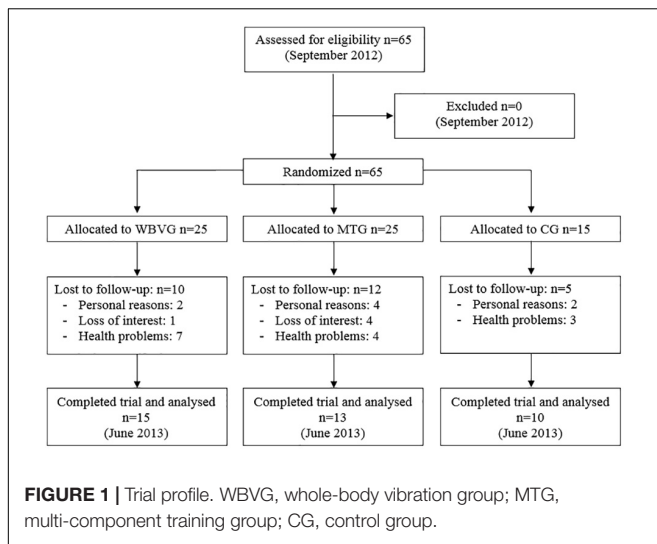 Assessed for eligibility n=65
(September 2012)
Excluded n=0
(September 2012)
Randomized n=65
Allocated to WBVG n=25
Allocated to MTG n=25
Allocated to CG n=15
Lost to follow-up: n=10
- Personal reasons: 2
- Loss of interest: 1
- Health problems: 7
Lost to follow-up: n=12
- Personal reasons: 4
- Loss of interest: 4
- Health problems: 4
Lost to follow-up: n=5
- Personal reasons: 2
- Health problems: 3
Completed trial and analysed
n=15
(June 2013)
Completed trial and analysed
n=13
(June 2013)
Completed trial and analysed
n=10
(June 2013)
FIGURE 1 | Trial profile. WBVG, whole-body vibration group; MTG,
multi-component training group; CG, control group.